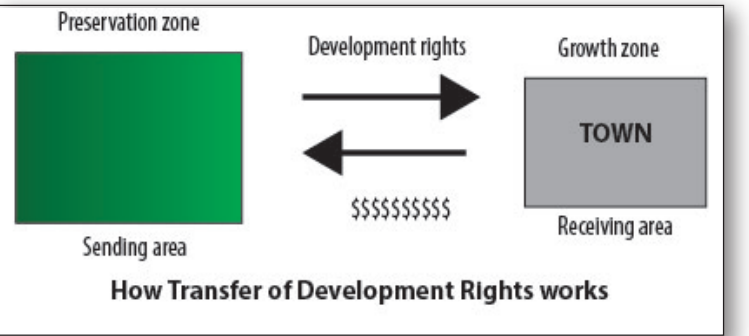 Preservation zone
Development rights
Growth zone
TOWN
$$$$$$$$$$
Receiving area
Sending area
How Transfer of Development Rights works